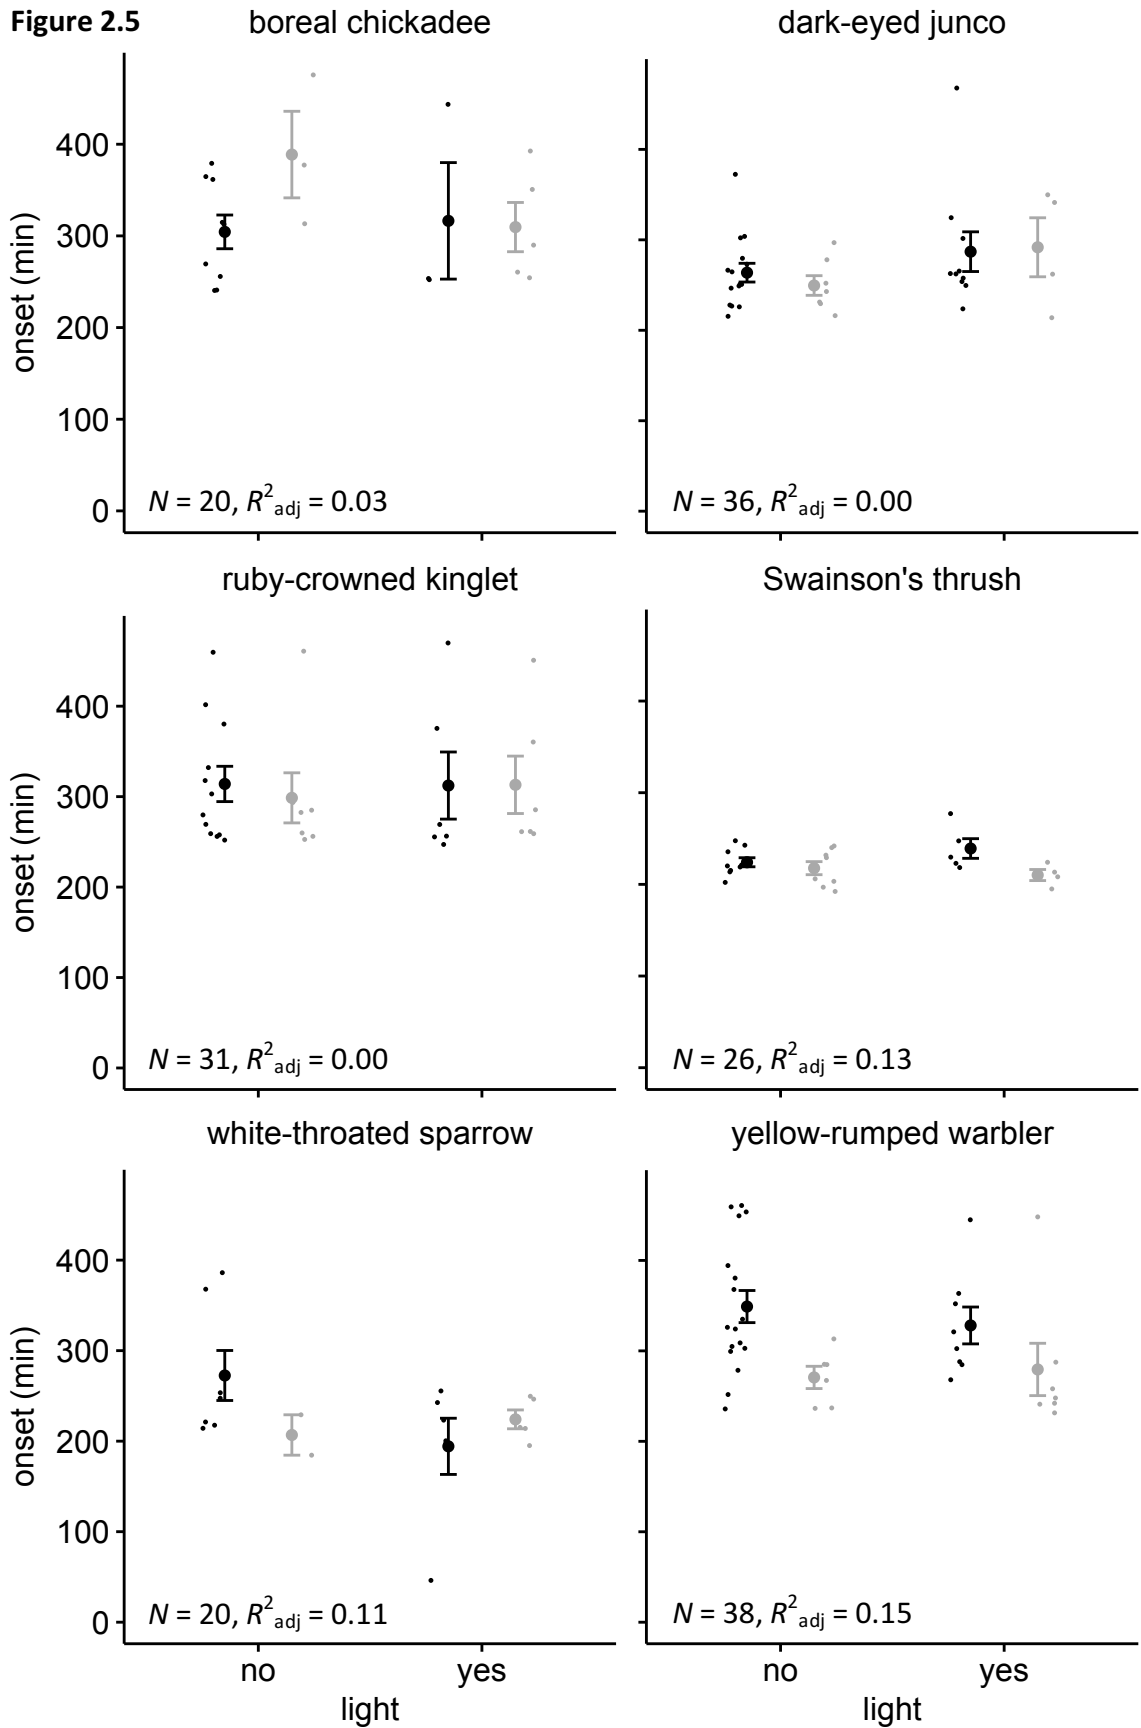 Figure 2.5
boreal chickadee
dark-eyed junco
onset (min)
400
300
200
100
0
N = 20, R²adj = 0.03
N = 36, R²adj = 0.00
ruby-crowned kinglet
Swainson's thrush
onset (min)
400
300
200
100
0
N = 31, R²adj = 0.00
N = 26, R²adj = 0.13
white-throated sparrow
yellow-rumped warbler
onset (min)
400
300
200
100
0
N = 20, R²adj = 0.11
N = 38, R²adj = 0.15
no
yes
no
yes
light
light